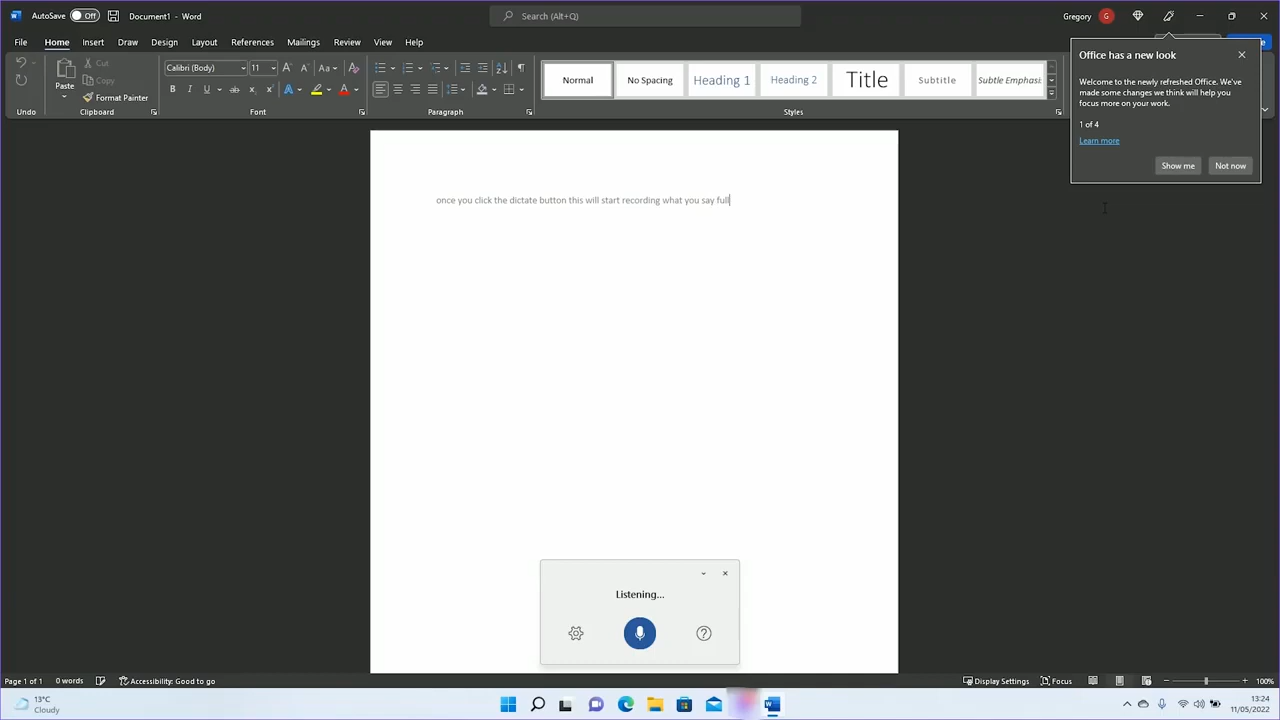 AutoSave Off Document1 - Word Search (Alt+Q) Gregory G
File Home Insert Draw Design Layout References Mailings Review View Help
Office has a new look
Welcome to the newly refreshed Office. We've
made some changes we think will help you
focus more on your work.
1 of 4
Learn more
Show me Not now
Paste
Cut
Copy
Format Painter
Calibri (Body) 11
Normal No Spacing Heading 1 Heading 2 Title Subtitle Subtle Emphasis
Undo Clipboard Font Paragraph Styles
once you click the dictate button this will start recording what you say full
Listening...
Page 1 of 1 0 words Accessibility: Good to go Display Settings Focus 100%
13°C
Cloudy
13:24
11/05/2022